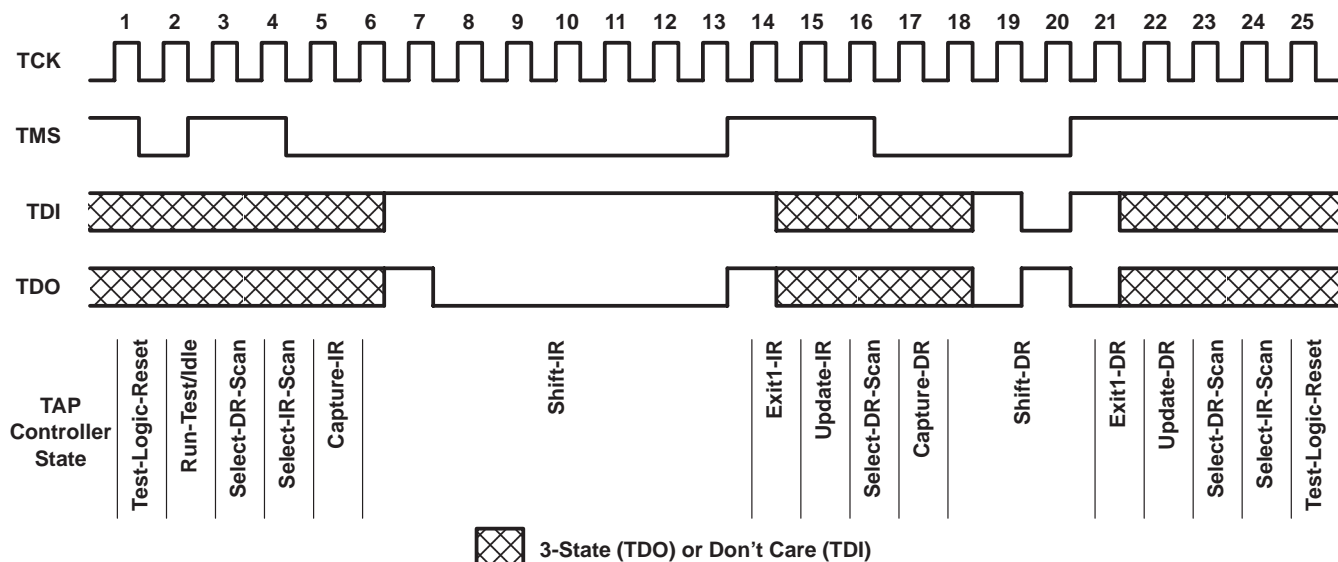 1 2 3 4 5 6 7 8 9 10 11 12 13 14 15 16 17 18 19 20 21 22 23 24 25
TCK
TMS
TDI
TDO
TAP
Controller
State
Test-Logic-Reset
Run-Test/Idle
Select-DR-Scan
Select-IR-Scan
Capture-IR
Shift-IR
Exit1-IR
Update-IR
Select-DR-Scan
Capture-DR
Shift-DR
Exit1-DR
Update-DR
Select-DR-Scan
Select-IR-Scan
Test-Logic-Reset
3-State (TDO) or Don't Care (TDI)